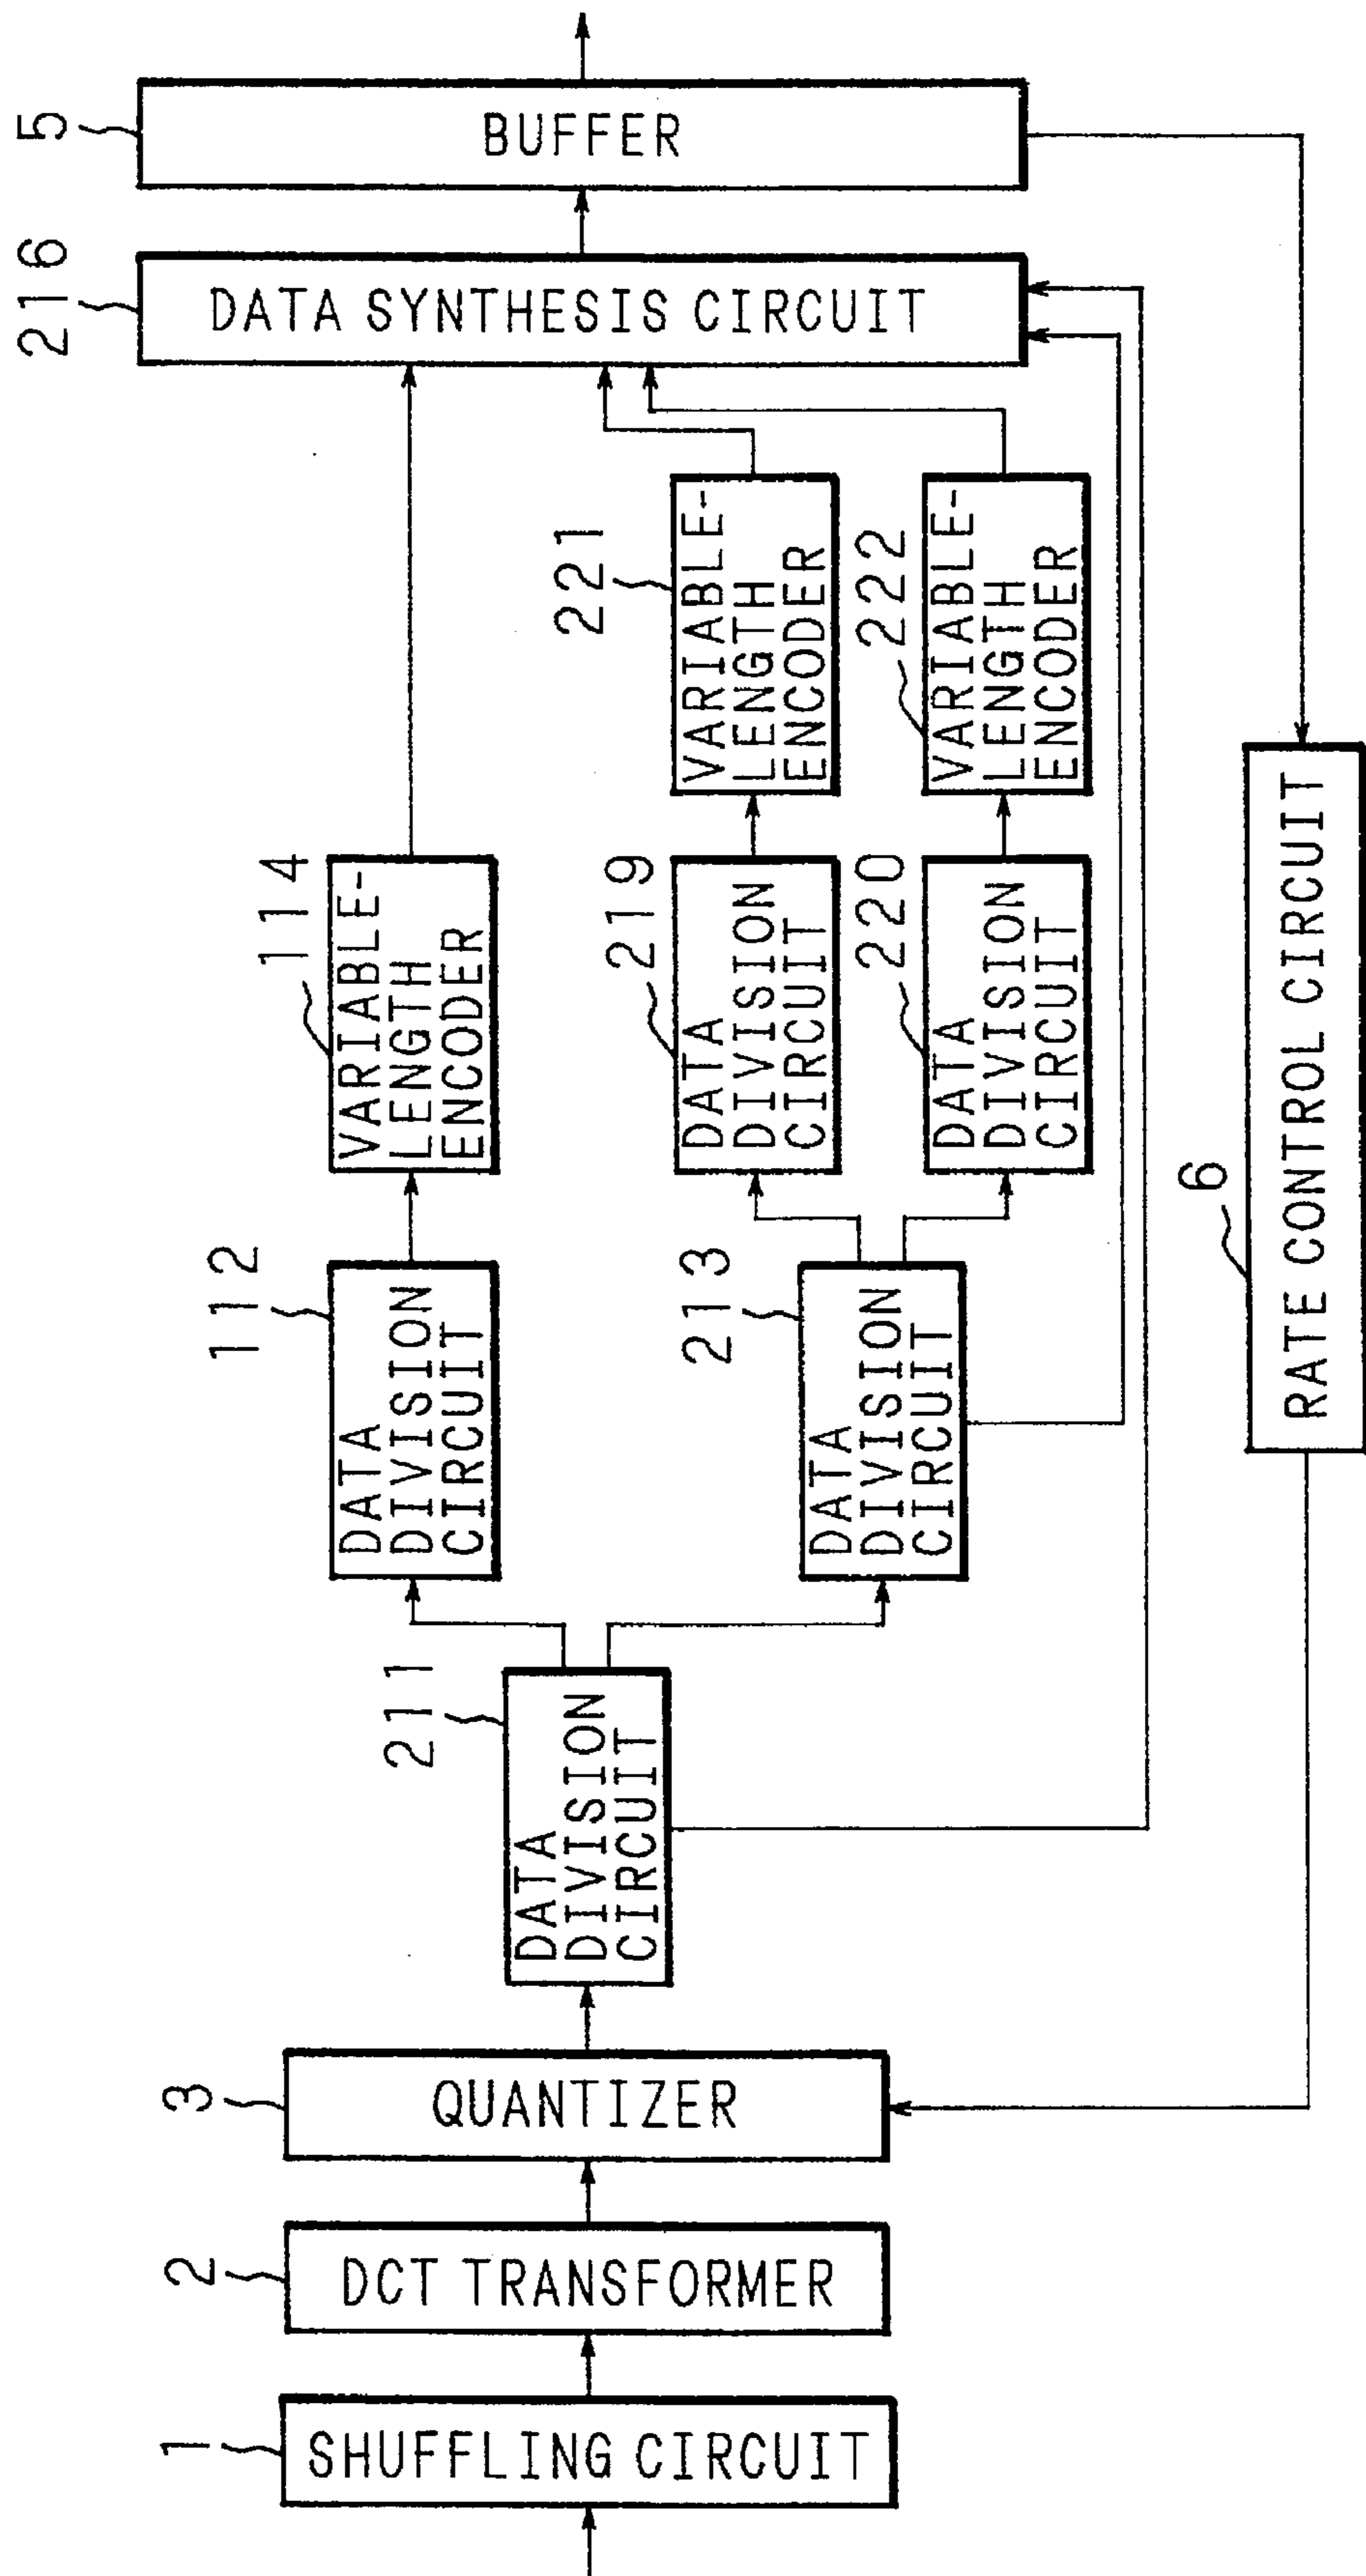 1
SHUFFLING CIRCUIT
2
DCT TRANSFORMER
3
QUANTIZER
211
DATA
DIVISION
CIRCUIT
112
DATA
DIVISION
CIRCUIT
213
DATA
DIVISION
CIRCUIT
114
VARIABLE-
LENGTH
ENCODER
219
DATA
DIVISION
CIRCUIT
220
DATA
DIVISION
CIRCUIT
221
VARIABLE-
LENGTH
ENCODER
222
VARIABLE-
LENGTH
ENCODER
216
DATA SYNTHESIS CIRCUIT
5
BUFFER
6
RATE CONTROL CIRCUIT